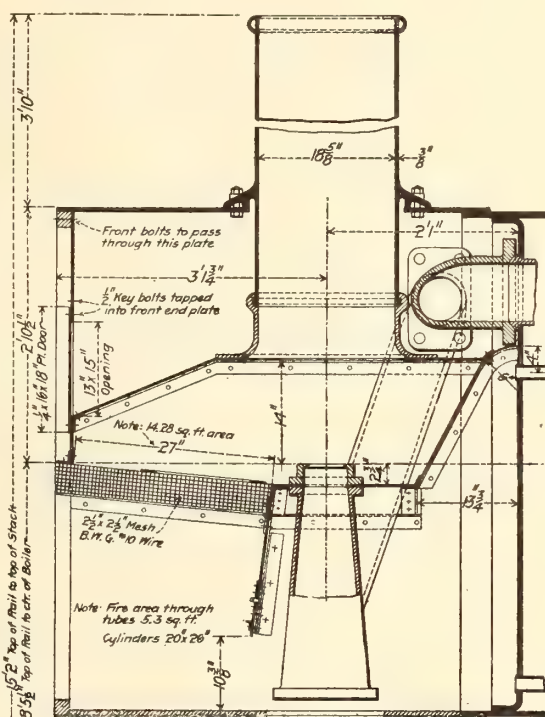 3'10"
18 5/8"
3/8"
2'1"
Front bolts to pass
through this plate
3'1 3/4"
1/2" Key bolts tapped
into front end plate
2'10 1/2"
1/4" x 16" x 18" Pl. Door
13" x 15"
Opening
4"
14"
Note: 14.28 sq. ft. area
27"
2 3/4"
13 3/4"
2 1/2" x 2 1/2" Mesh
B.W.G. #10 Wire
Note: Fire area through
tubes 5.3 sq. ft.
Cylinders 20" x 26"
10 3/8"
15'2" Top of Rail to top of Stack
8'5 1/2" Top of Rail to ctr. of Boiler